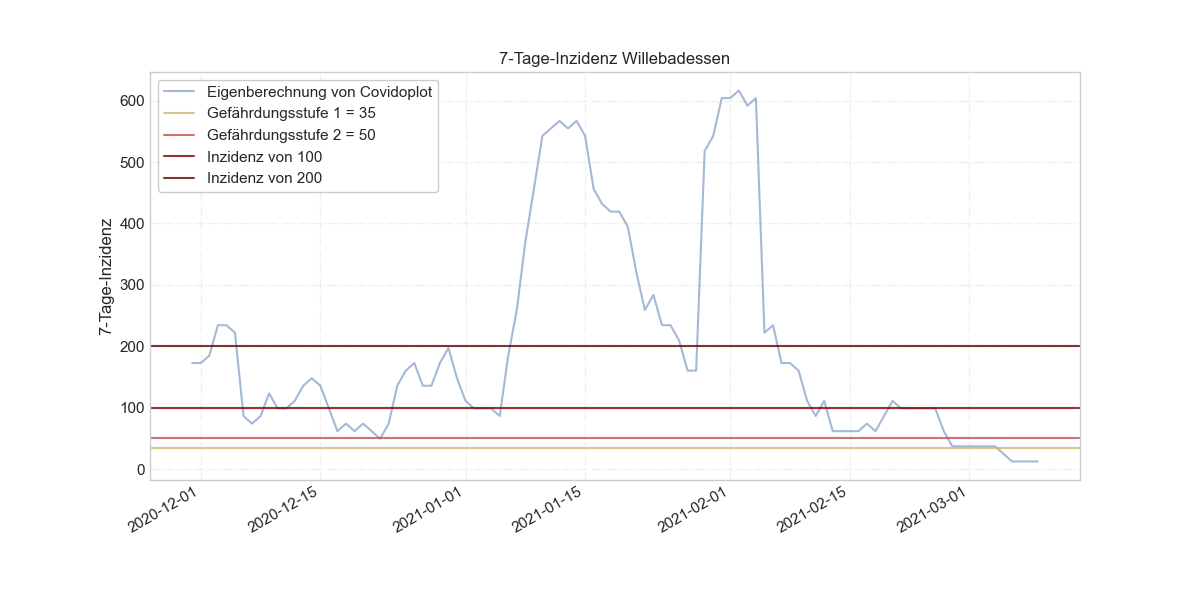 7-Tage-Inzidenz Willebadessen
Eigenberechnung von Covidoplot
Gefährdungsstufe 1 = 35
Gefährdungsstufe 2 = 50
Inzidenz von 100
Inzidenz von 200
7-Tage-Inzidenz
600
500
400
300
200
100
0
2020-12-01
2020-12-15
2021-01-01
2021-01-15
2021-02-01
2021-02-15
2021-03-01